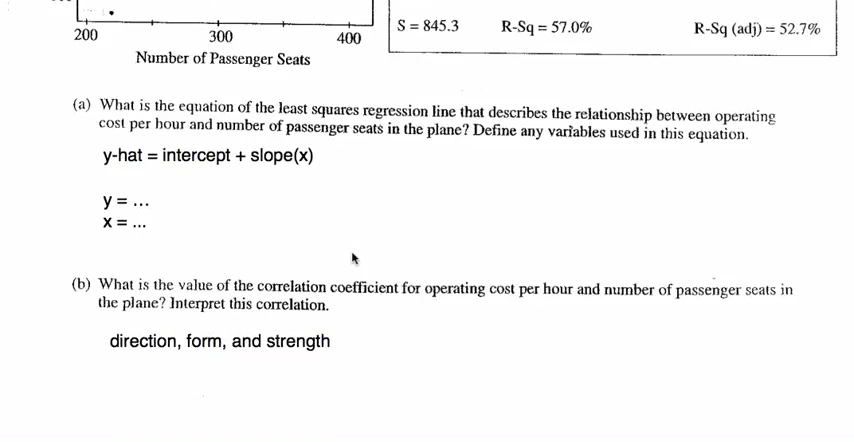 200 300 400
Number of Passenger Seats
S = 845.3 R-Sq = 57.0% R-Sq (adj) = 52.7%
(a) What is the equation of the least squares regression line that describes the relationship between operating
cost per hour and number of passenger seats in the plane? Define any variables used in this equation.
y-hat = intercept + slope(x)
y = ...
x = ...
(b) What is the value of the correlation coefficient for operating cost per hour and number of passenger seats in
the plane? Interpret this correlation.
direction, form, and strength